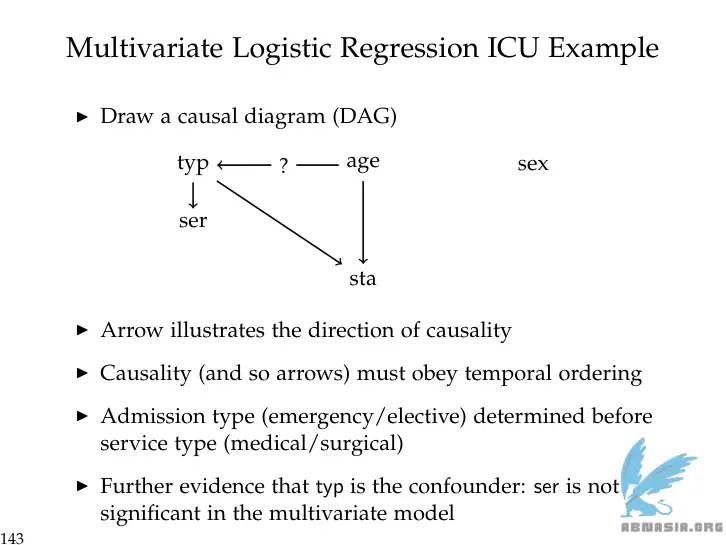 Multivariate Logistic Regression ICU Example
▶ Draw a causal diagram (DAG)
typ ? age sex
ser
sta
▶ Arrow illustrates the direction of causality
▶ Causality (and so arrows) must obey temporal ordering
▶ Admission type (emergency/elective) determined before
service type (medical/surgical)
▶ Further evidence that typ is the confounder: ser is not
significant in the multivariate model
ABMASIA.ORG
143